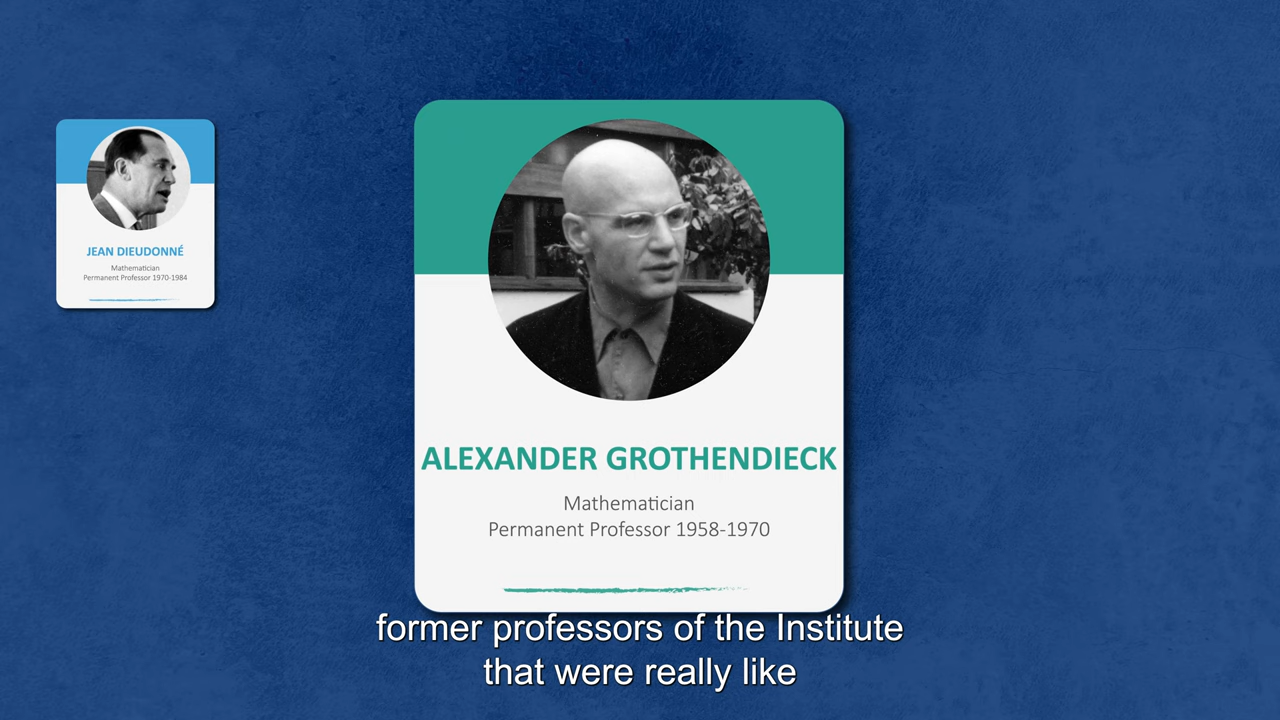 JEAN DIEUDONNÉ
Mathematician
Permanent Professor 1970-1984
ALEXANDER GROTHENDIECK
Mathematician
Permanent Professor 1958-1970
former professors of the Institute
that were really like